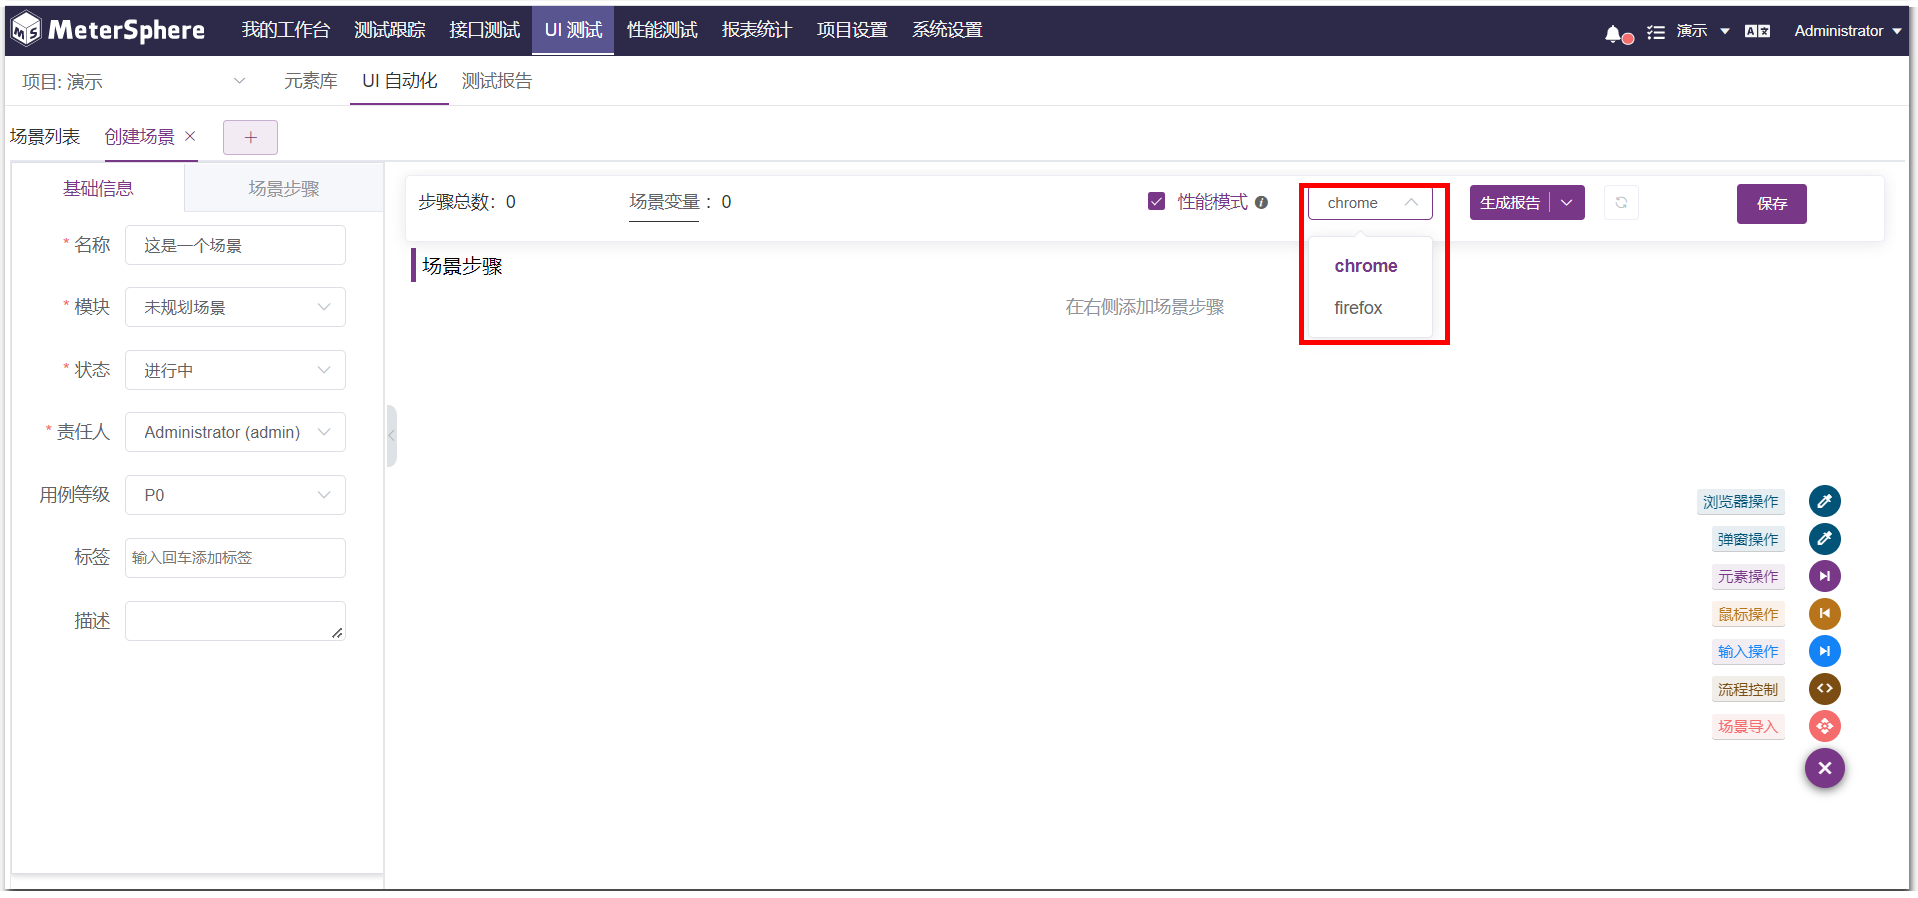 MeterSphere 我的工作台 测试跟踪 接口测试 UI 测试 性能测试 报表统计 项目设置 系统设置 演示 Administrator
项目: 演示 元素库 UI 自动化 测试报告
场景列表 创建场景
基础信息 场景步骤
步骤总数: 0 场景变量 : 0 性能模式 chrome 生成报告 保存
* 名称 这是一个场景
* 模块 未规划场景
* 状态 进行中
* 责任人 Administrator (admin)
用例等级 P0
标签 输入回车添加标签
描述
场景步骤
在右侧添加场景步骤
chrome
firefox
浏览器操作
弹窗操作
元素操作
鼠标操作
输入操作
流程控制
场景导入